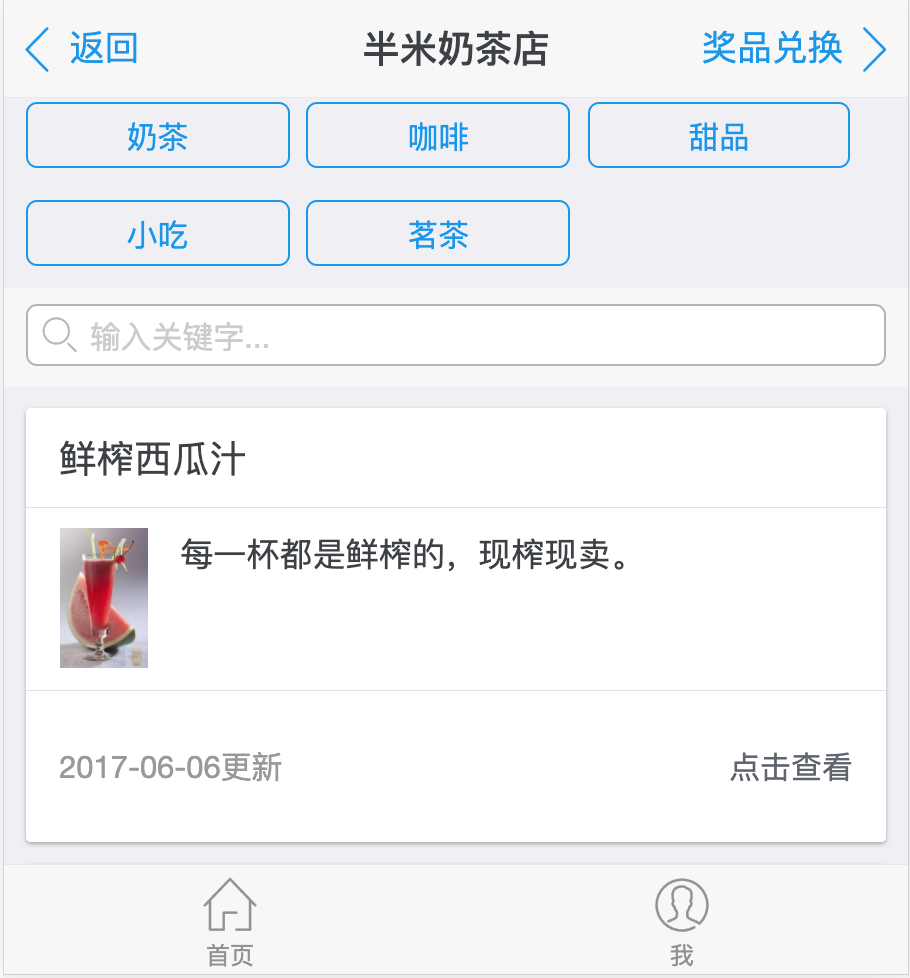 返回 半米奶茶店 奖品兑换
奶茶 咖啡 甜品
小吃 茗茶
输入关键字...
鲜榨西瓜汁
每一杯都是鲜榨的，现榨现卖。
2017-06-06更新 点击查看
首页 我